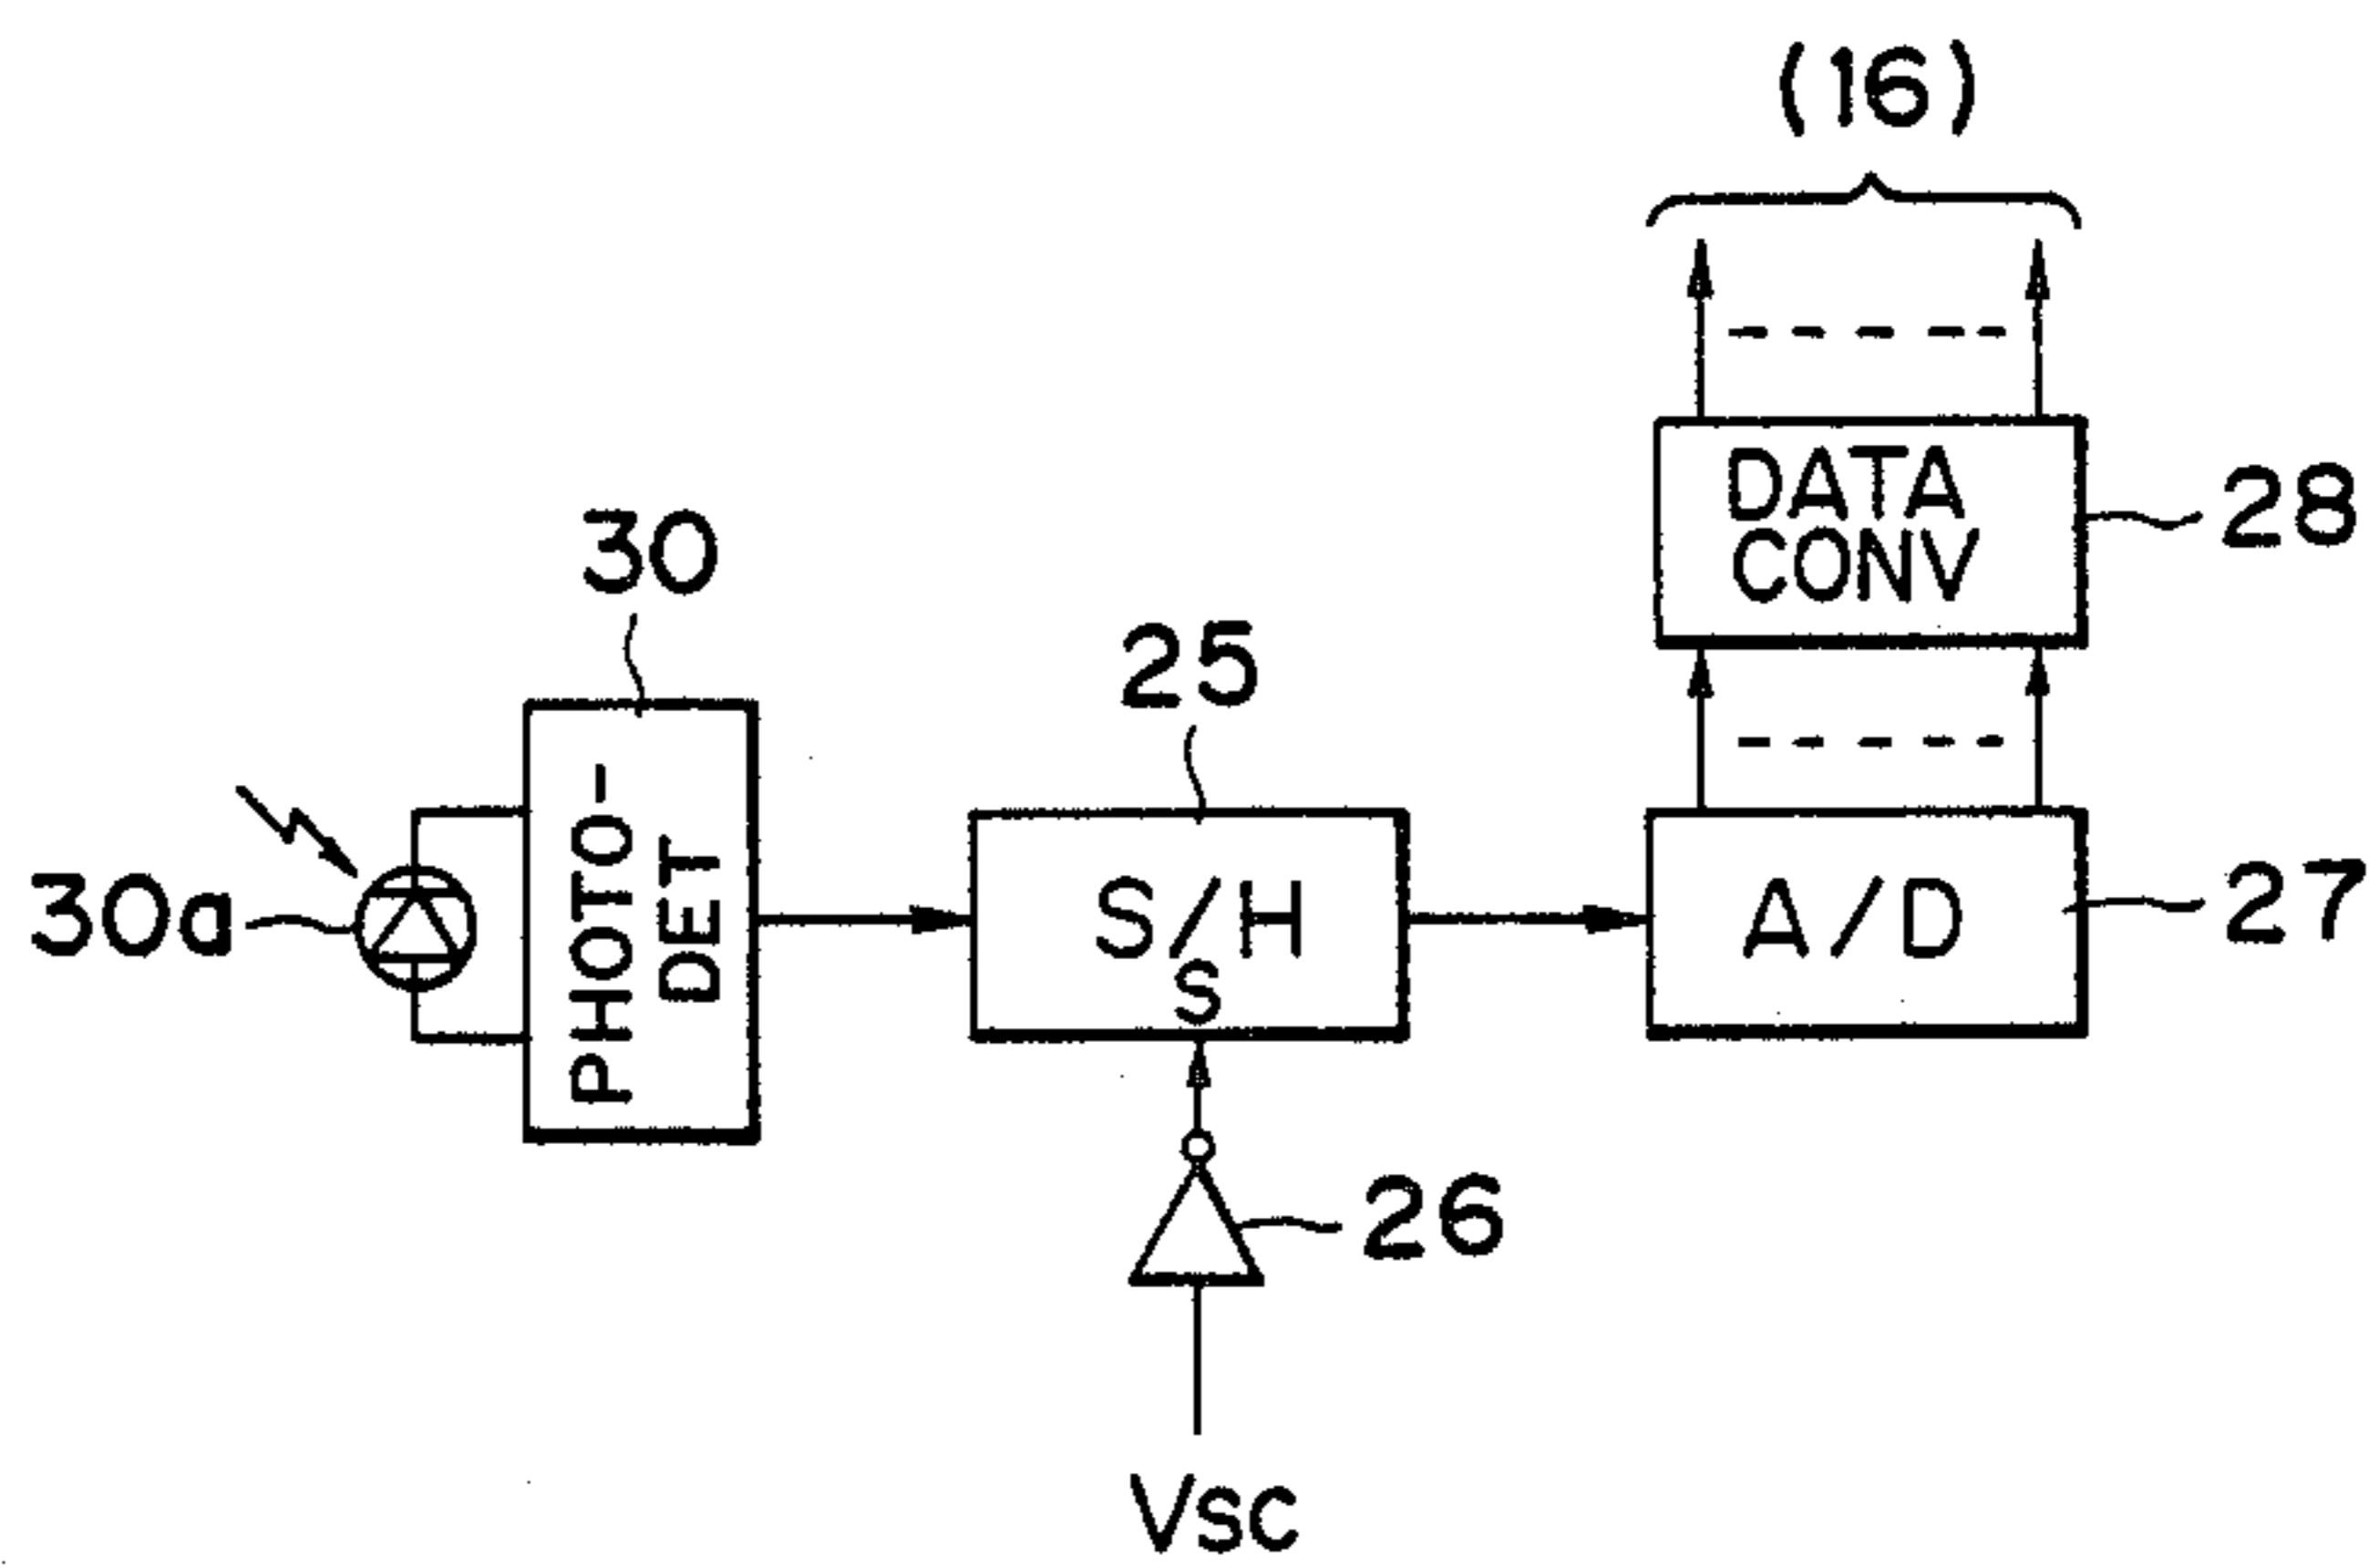 (16)
DATA
CONV
28
30
25
30a
PHOTO-
DET
S/H
S
A/D
27
26
Vsc